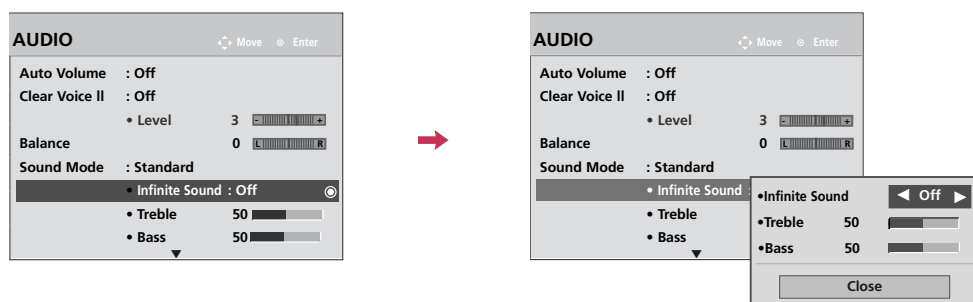 AUDIO
Move Enter
Auto Volume : Off
Clear Voice ll : Off
• Level 3 - +
Balance 0 L R
Sound Mode : Standard
• Infinite Sound : Off
• Treble 50
• Bass 50
AUDIO
Move Enter
Auto Volume : Off
Clear Voice ll : Off
• Level 3 - +
Balance 0 L R
Sound Mode : Standard
• Infinite Sound :
• Treble
• Bass
•Infinite Sound Off
•Treble 50
•Bass 50
Close